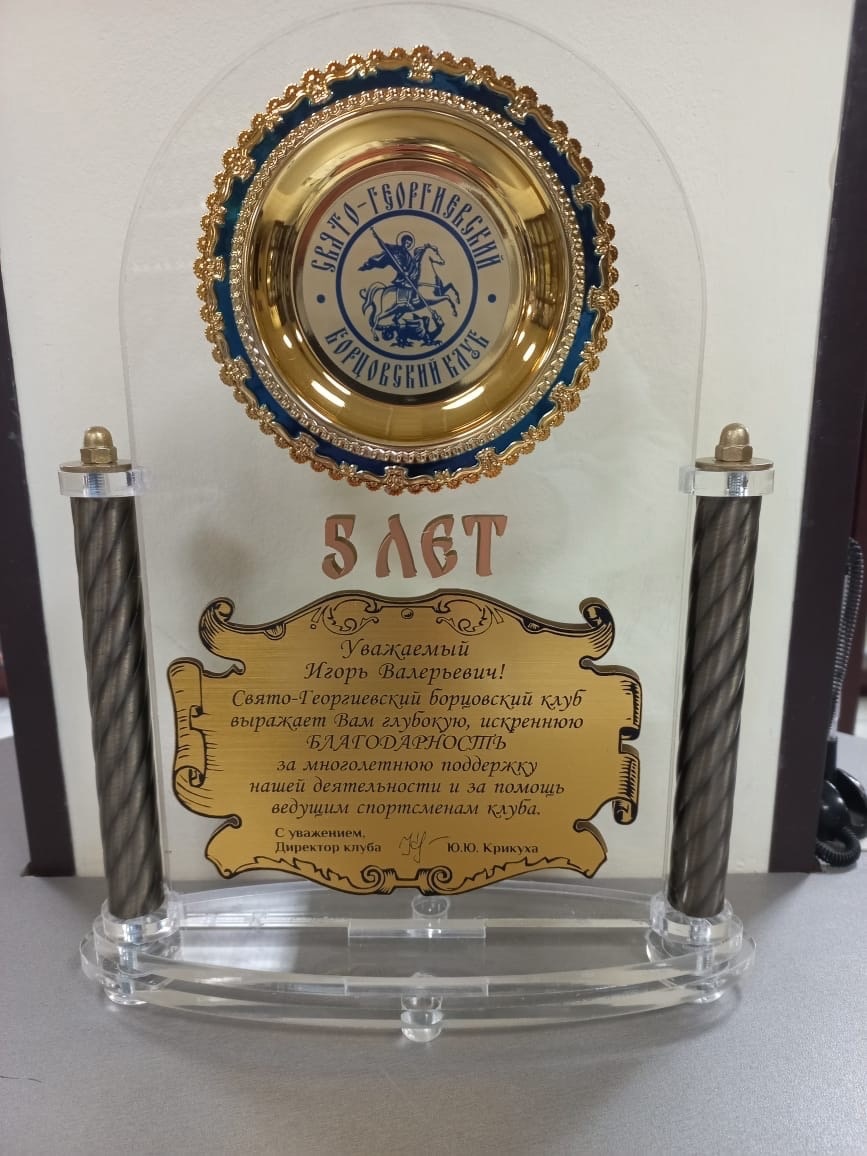 СВЯТО-ГЕОРГИЕВСКИЙ
БОРЦОВСКИЙ КЛУБ
5 ЛЕТ
Уважаемый
Игорь Валерьевич!
Свято-Георгиевский борцовский клуб
выражает Вам глубокую, искреннюю
БЛАГОДАРНОСТЬ
за многолетнюю поддержку
нашей деятельности и за помощь
ведущим спортсменам клуба.
С уважением,
Директор клуба Ю.Ю. Крикуха